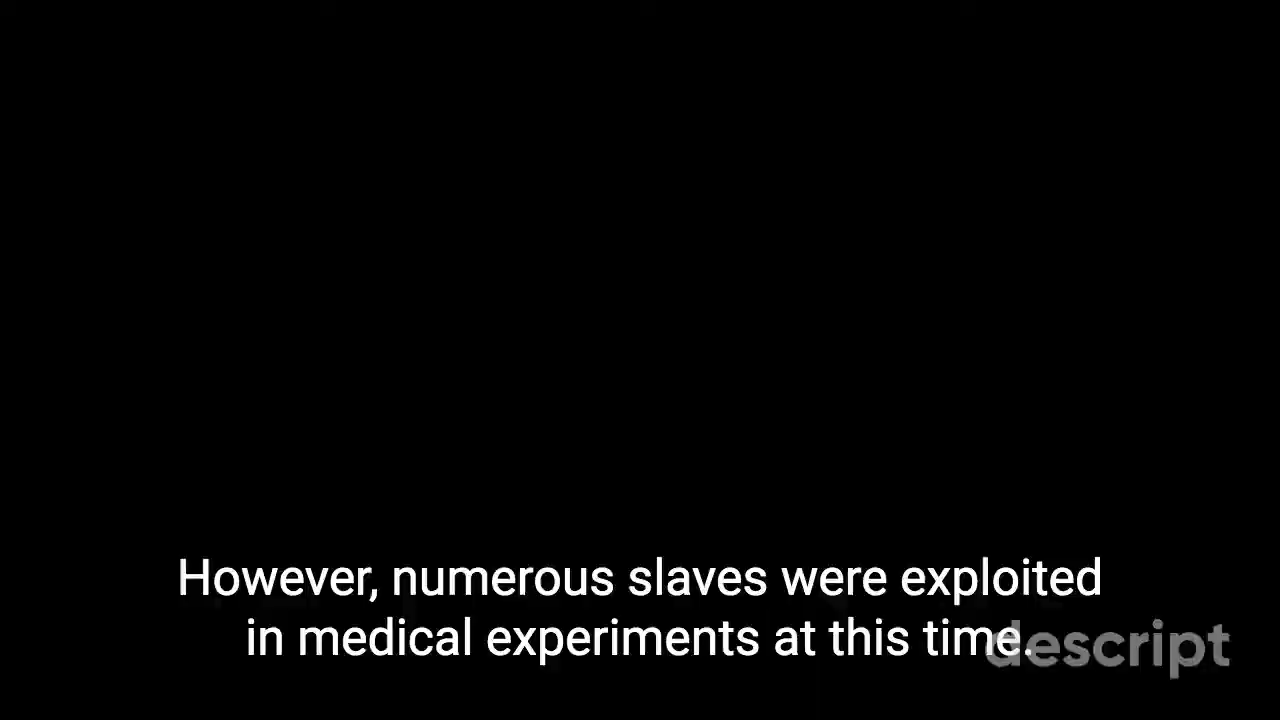 However, numerous slaves were exploited
in medical experiments at this time.
descript